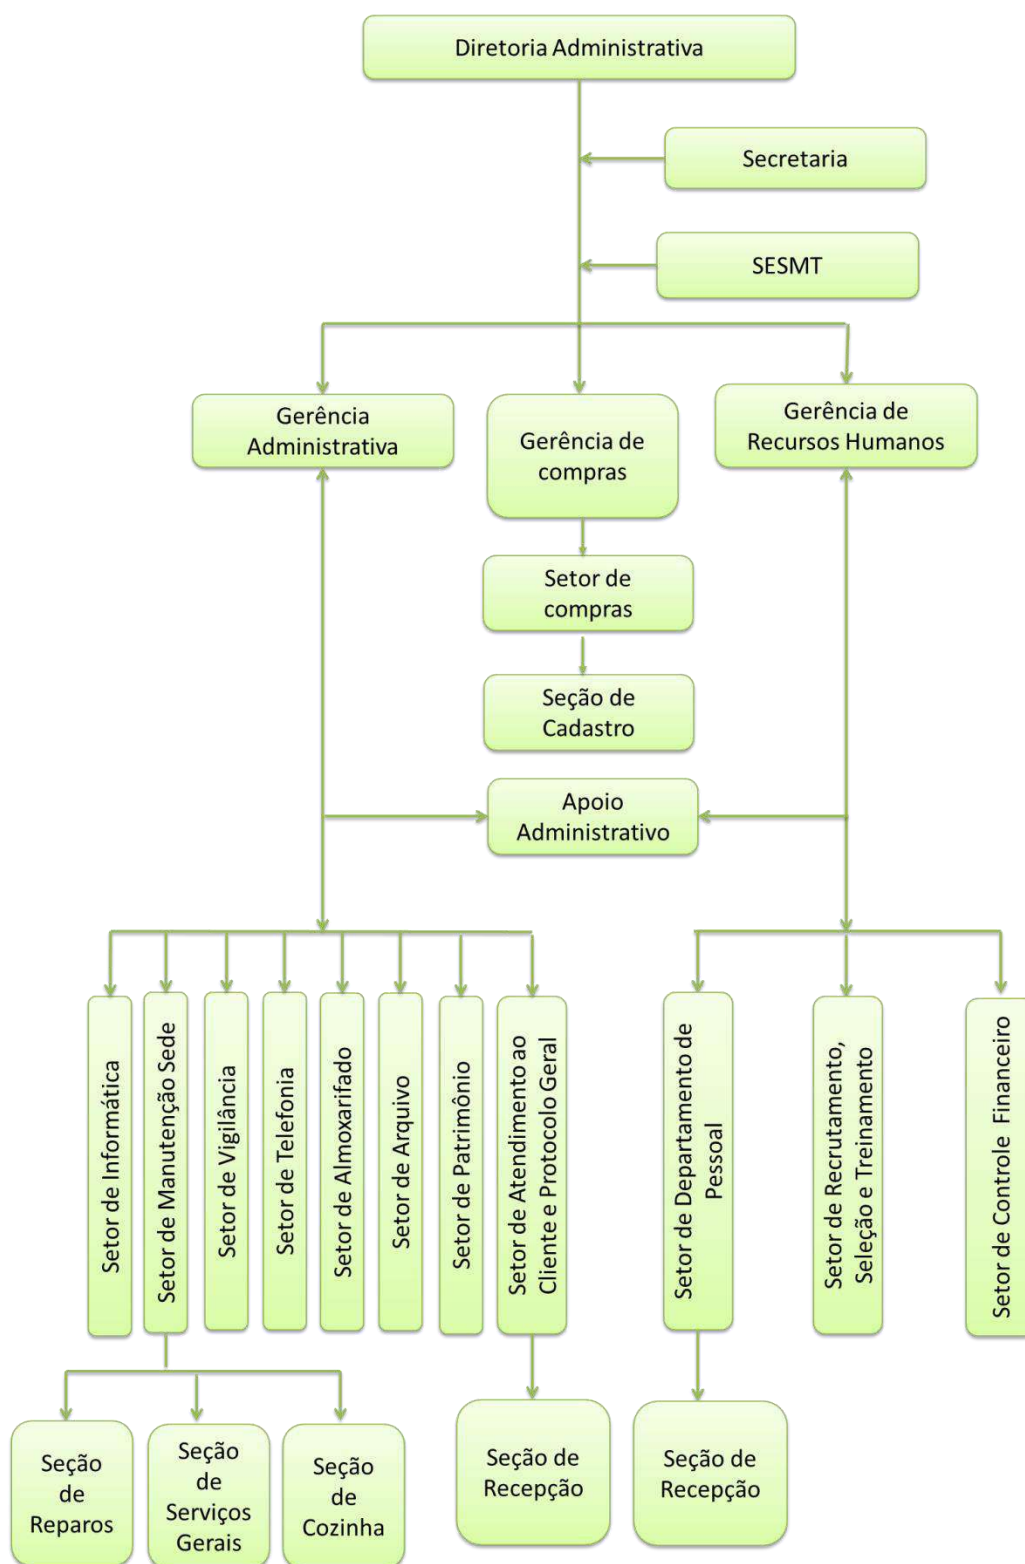 Diretoria Administrativa
Secretaria
SESMT
Gerência
Administrativa
Gerência de
compras
Gerência de
Recursos Humanos
Setor de
compras
Seção de
Cadastro
Apoio
Administrativo
Setor de Informática
Setor de Manutenção Sede
Setor de Vigilância
Setor de Telefonia
Setor de Almoxarifado
Setor de Arquivo
Setor de Patrimônio
Setor de Atendimento ao
Cliente e Protocolo Geral
Setor de Departamento de
Pessoal
Setor de Recrutamento,
Seleção e Treinamento
Setor de Controle Financeiro
Seção
de
Reparos
Seção
de
Serviços
Gerais
Seção
de
Cozinha
Seção de
Recepção
Seção de
Recepção